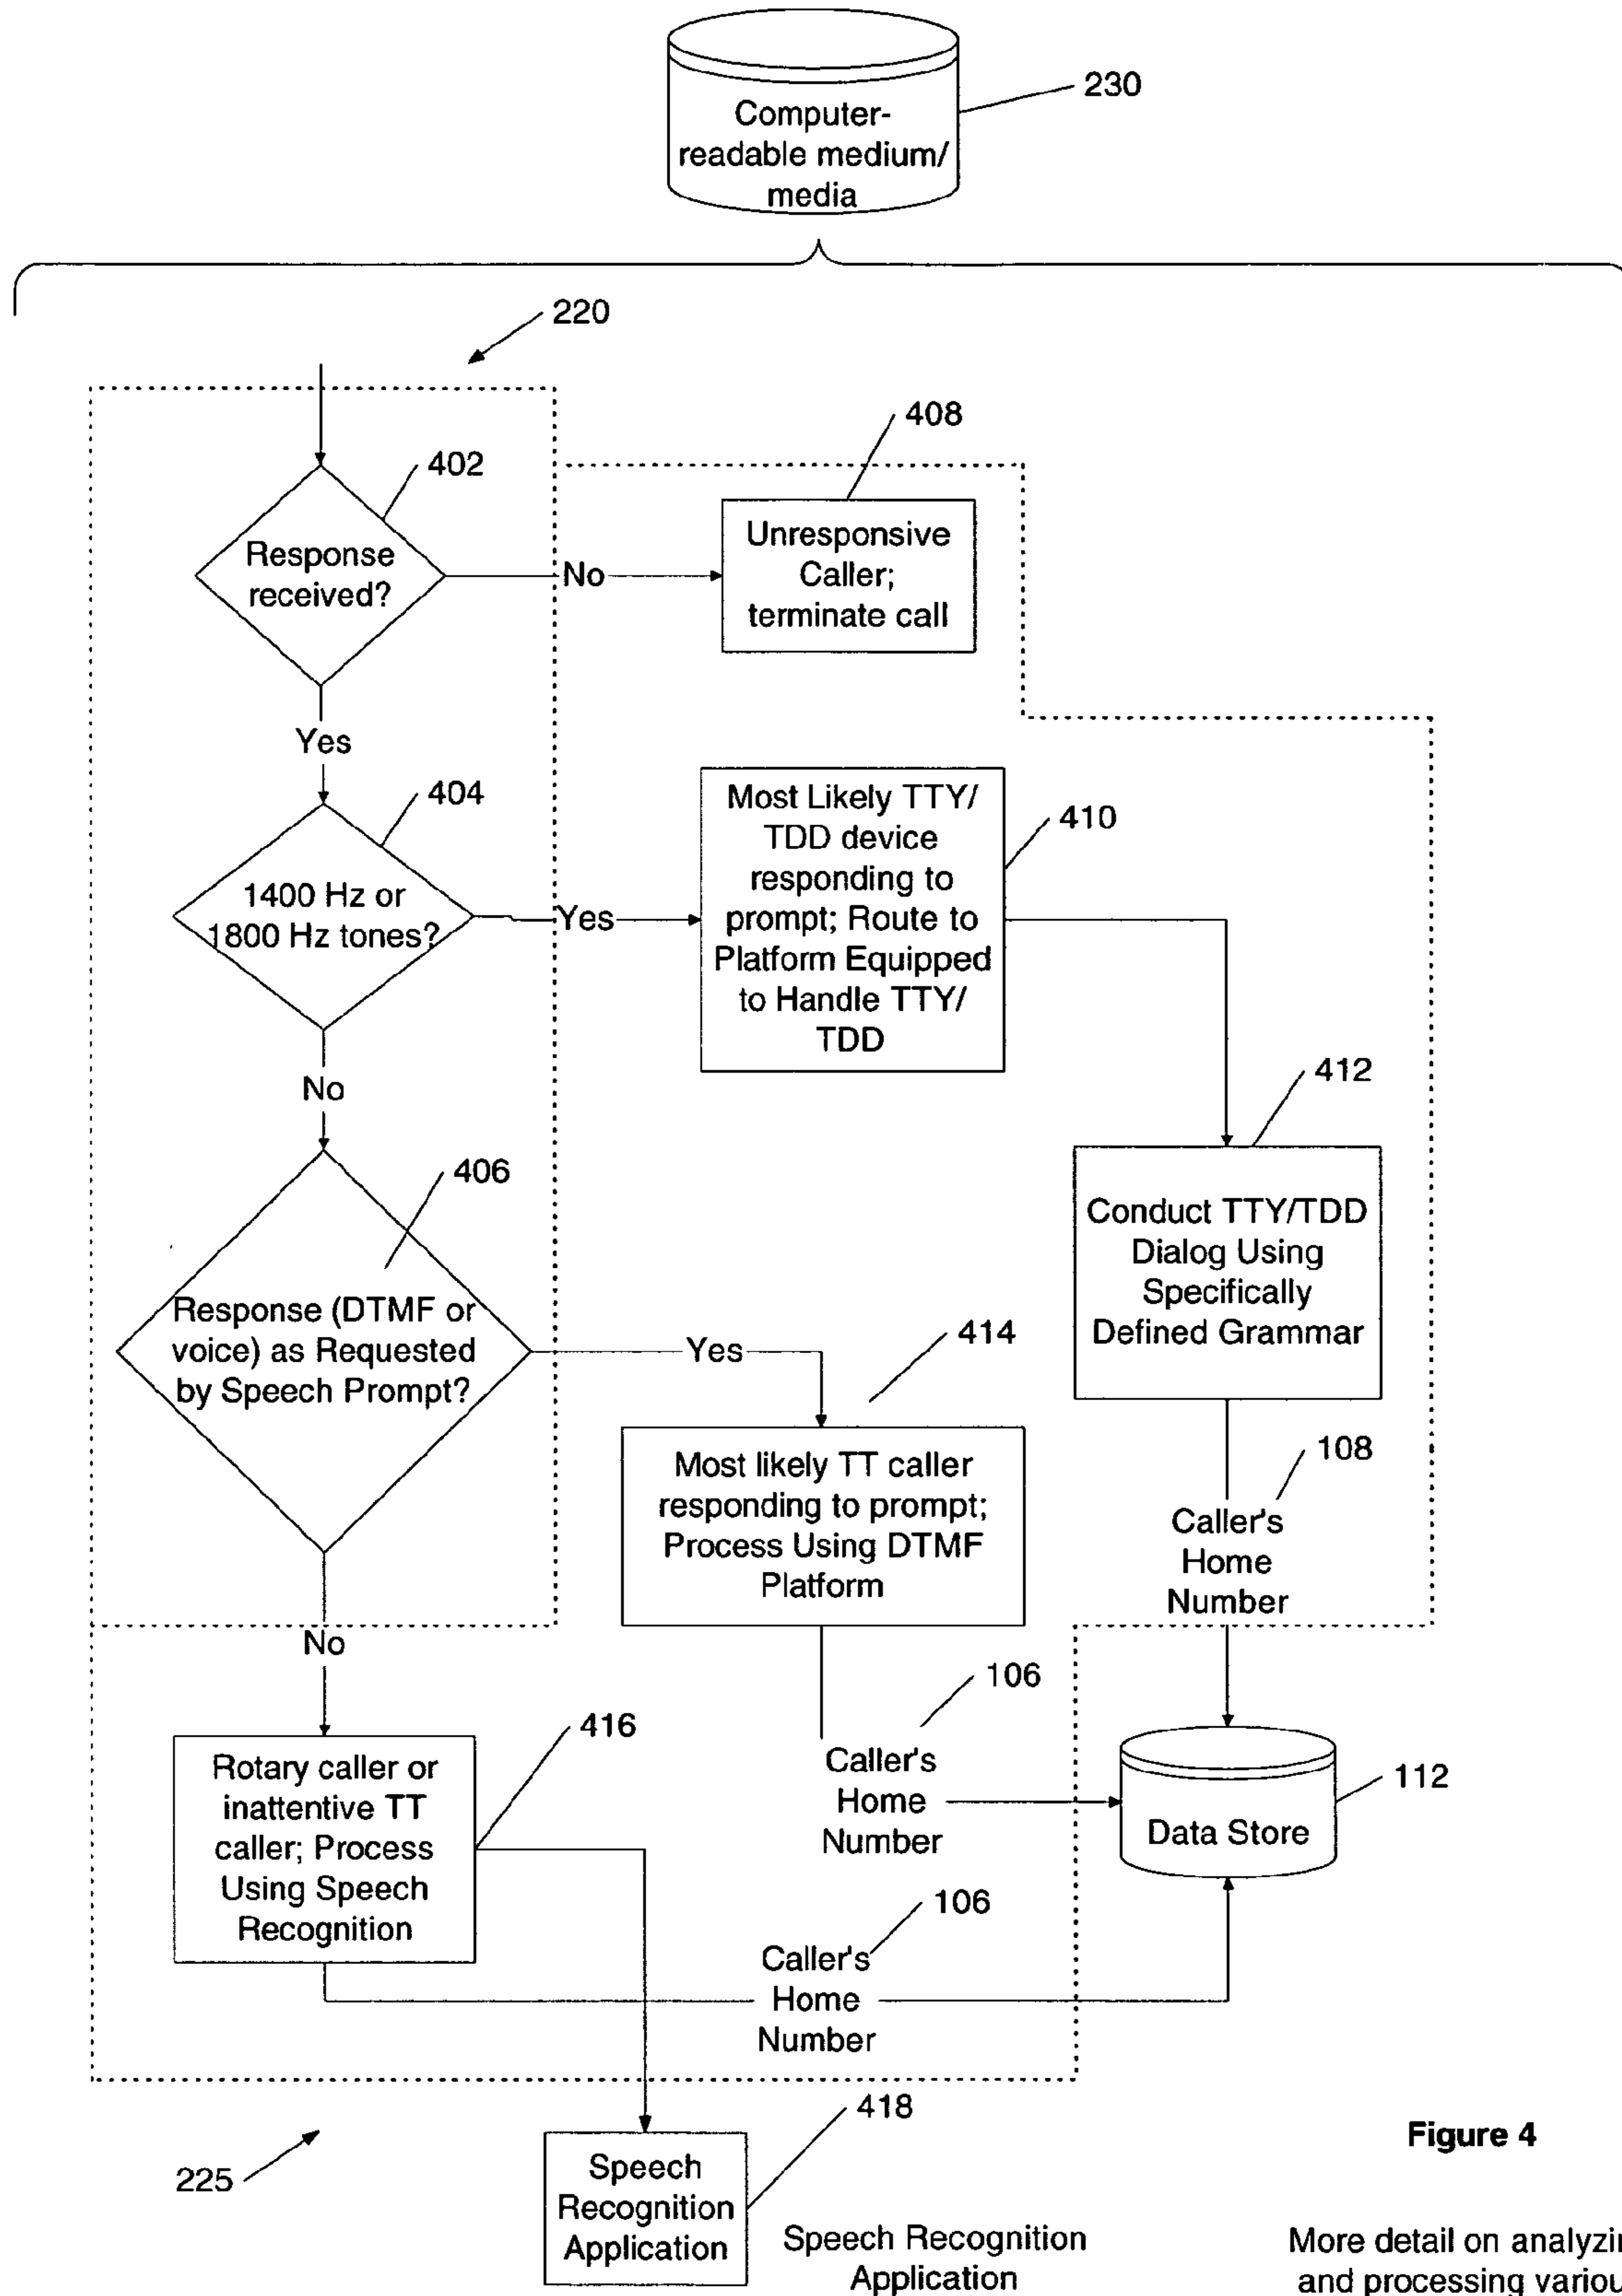 Computer-
readable medium/
media
230
220
402
408
Response
received?
No
Unresponsive
Caller;
terminate call
Yes
404
1400 Hz or
1800 Hz tones?
Yes
Most Likely TTY/
TDD device
responding to
prompt; Route to
Platform Equipped
to Handle TTY/
TDD
410
No
412
406
Response (DTMF or
voice) as Requested
by Speech Prompt?
Yes
414
Conduct TTY/TDD
Dialog Using
Specifically
Defined Grammar
Most likely TT caller
responding to prompt;
Process Using DTMF
Platform
108
Caller's
Home
Number
No
106
Caller's
Home
Number
416
Rotary caller or
inattentive TT
caller; Process
Using Speech
Recognition
112
Data Store
106
Caller's
Home
Number
418
225
Speech
Recognition
Application
Speech Recognition
Application
Figure 4
More detail on
and processing